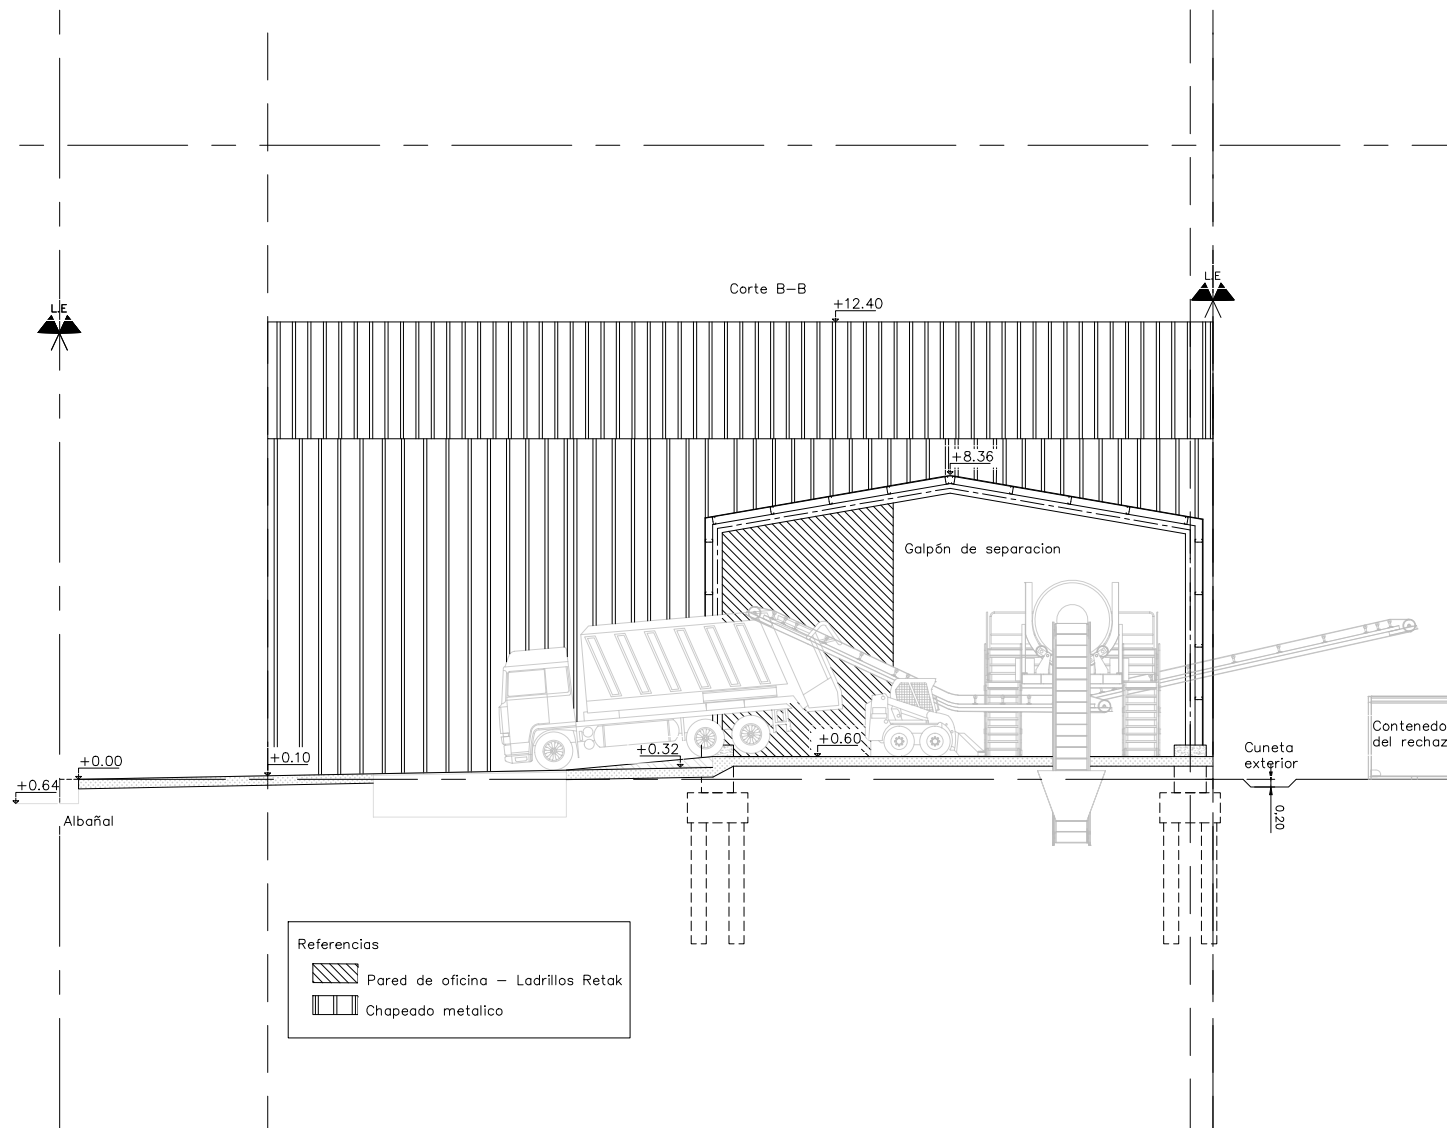 Corte B-B
L.E
+12.40
L.E
+8.36
Galpón de separacion
+0.60
+0.32
+0.10
+0.00
+0.64
Albañal
Cuneta
exterior
0,20
Contenedo
del rechaz
Referencias
Pared de oficina - Ladrillos Retak
Chapeado metalico